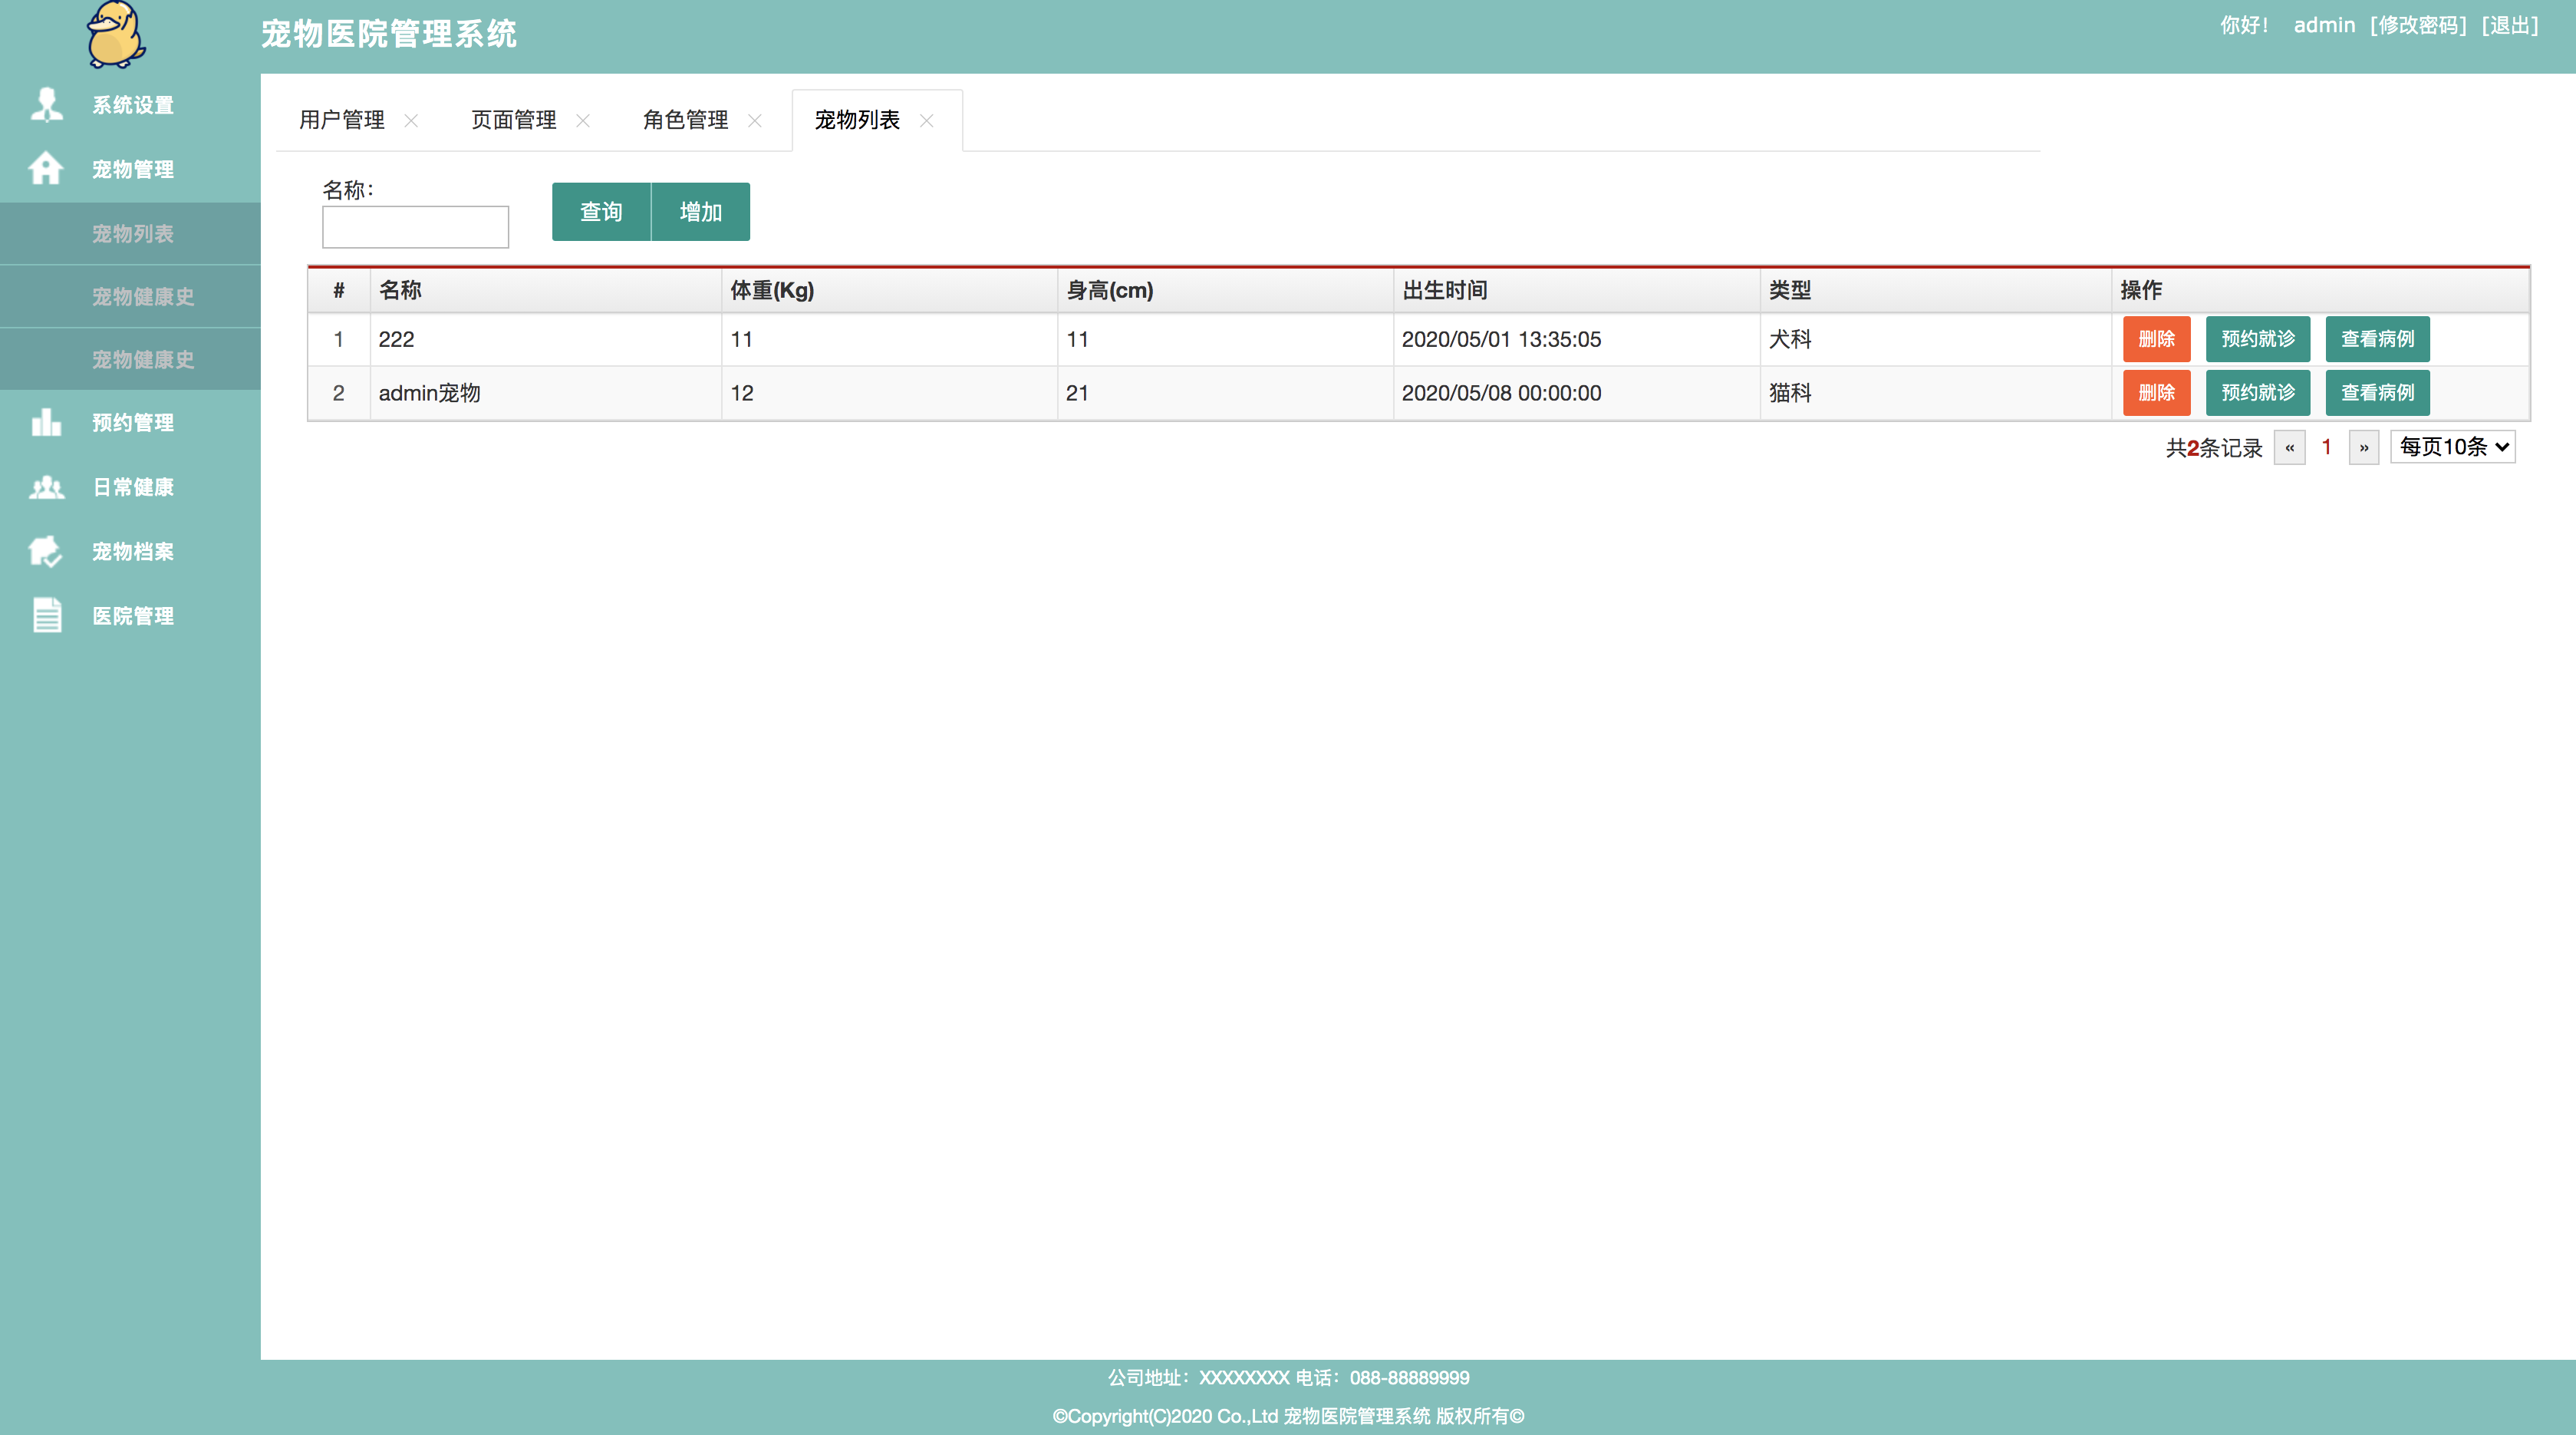 宠物医院管理系统
你好! admin [修改密码] [退出]
系统设置
宠物管理
宠物列表
宠物健康史
宠物健康史
预约管理
日常健康
宠物档案
医院管理
用户管理 × 页面管理 × 角色管理 × 宠物列表 ×
名称:
查询 增加
# 名称 体重(Kg) 身高(cm) 出生时间 类型 操作
1 222 11 11 2020/05/01 13:35:05 犬科 删除 预约就诊 查看病例
2 admin宠物 12 21 2020/05/08 00:00:00 猫科 删除 预约就诊 查看病例
共2条记录 « 1 » 每页10条
公司地址：XXXXXXXX 电话：088-88889999
©Copyright(C)2020 Co.,Ltd 宠物医院管理系统 版权所有©